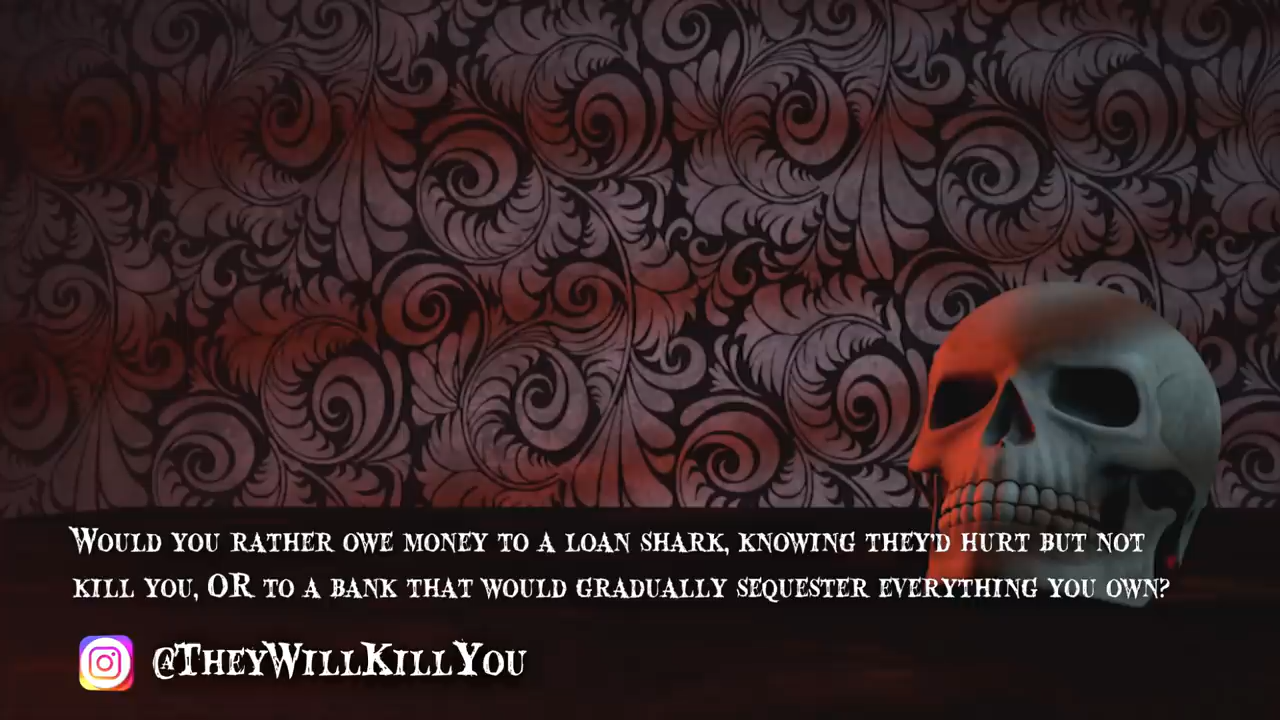 Would you rather owe money to a loan shark, knowing they'd hurt but not
kill you, OR to a bank that would gradually sequester everything you own?
@TheyWillKillYou